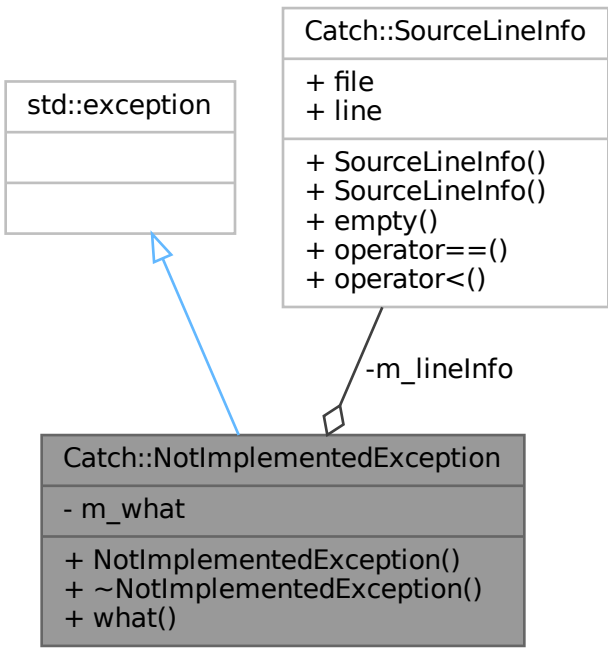 Catch::SourceLineInfo
+ file
+ line
+ SourceLineInfo()
+ SourceLineInfo()
+ empty()
+ operator==()
+ operator<()
std::exception
-m_lineInfo
Catch::NotImplementedException
- m_what
+ NotImplementedException()
+ ~NotImplementedException()
+ what()